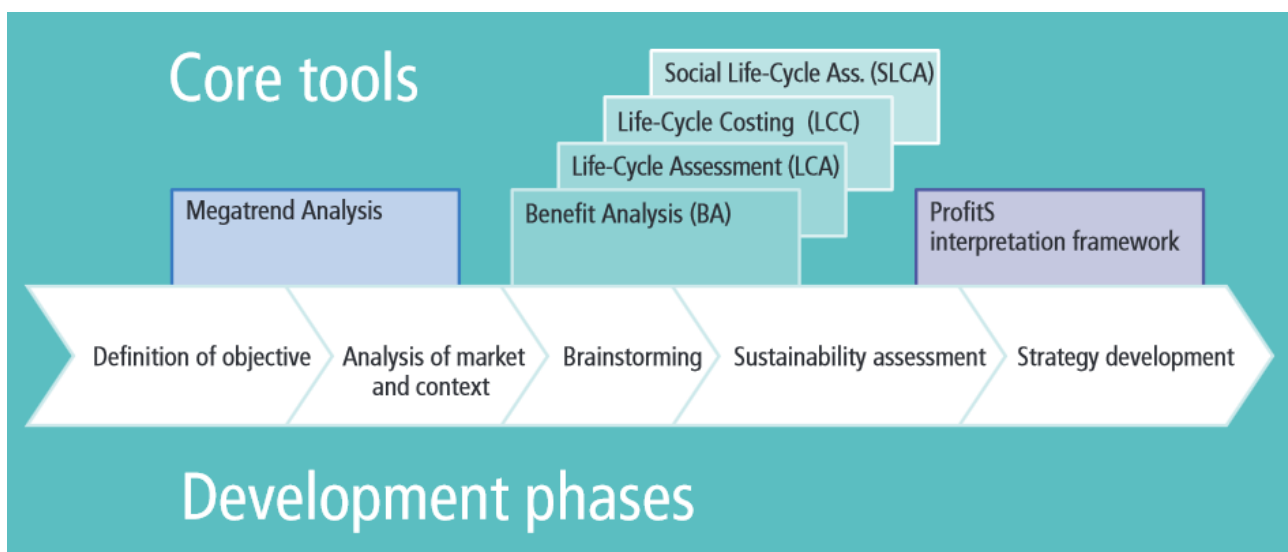 Core tools
Social Life-Cycle Ass. (SLCA)
Life-Cycle Costing (LCC)
Life-Cycle Assessment (LCA)
Megatrend Analysis
Benefit Analysis (BA)
ProfitS
interpretation framework
Definition of objective
Analysis of market
and context
Brainstorming
Sustainability assessment
Strategy development
Development phases